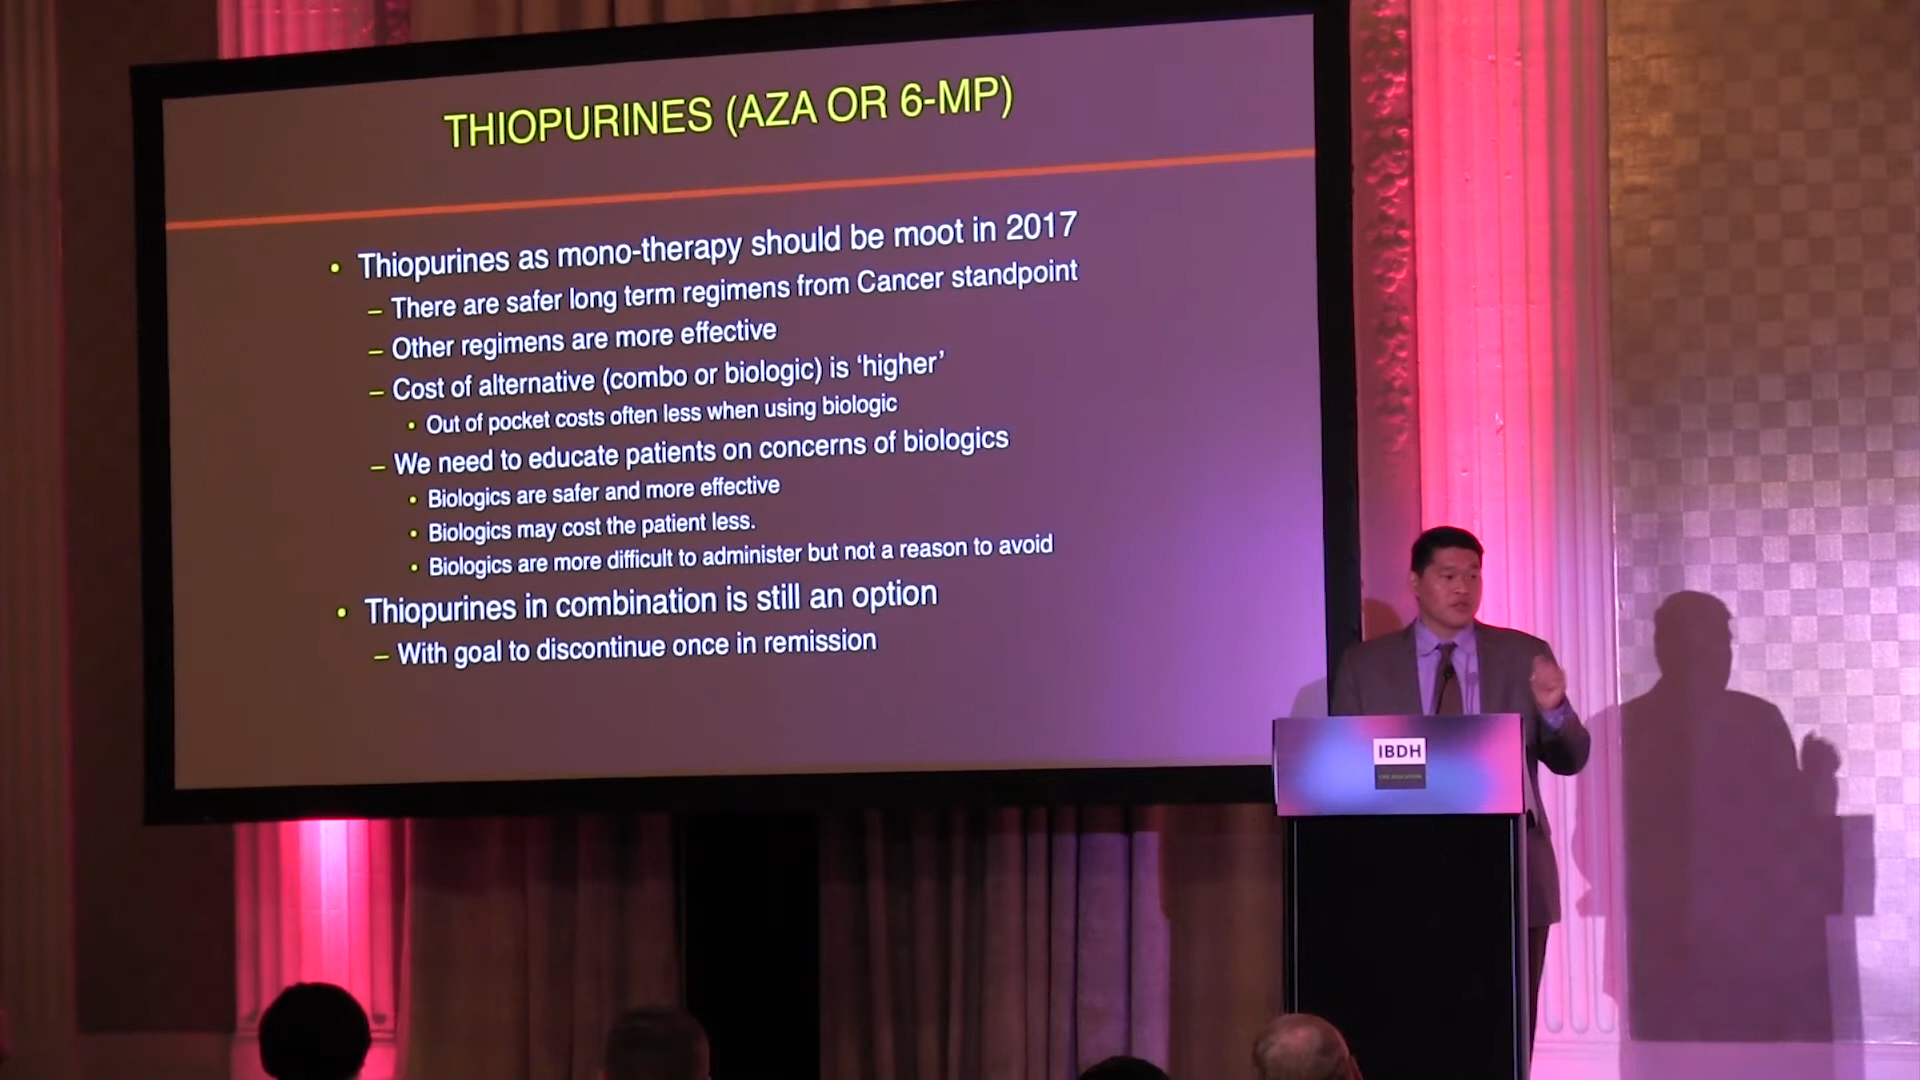 THIOPURINES (AZA OR 6-MP)
• Thiopurines as mono-therapy should be moot in 2017
– There are safer long term regimens from Cancer standpoint
– Other regimens are more effective
– Cost of alternative (combo or biologic) is ‘higher’
• Out of pocket costs often less when using biologic
– We need to educate patients on concerns of biologics
• Biologics are safer and more effective
• Biologics may cost the patient less.
• Biologics are more difficult to administer but not a reason to avoid
• Thiopurines in combination is still an option
– With goal to discontinue once in remission
IBDH